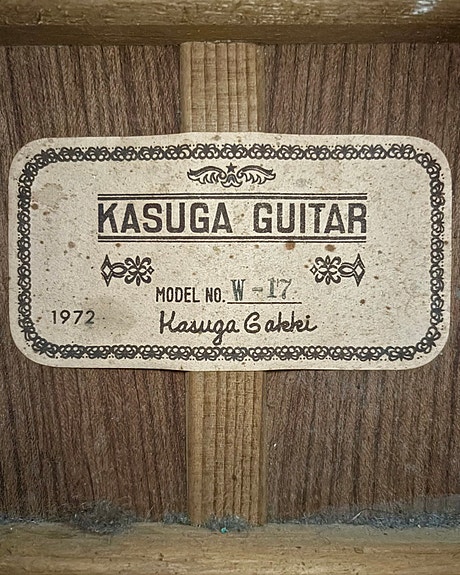 KASUGA GUITAR
MODEL NO. W-17
1972
Kasuga Gakki